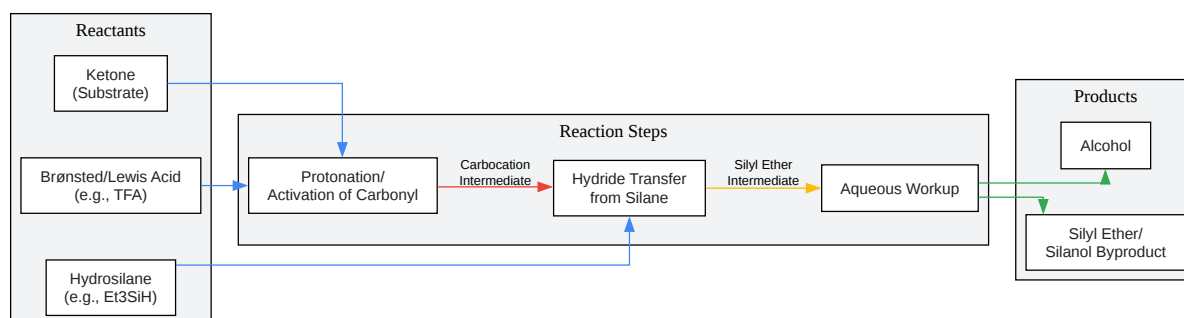 Reactants
Ketone
(Substrate)
Brønsted/Lewis Acid
(e.g., TFA)
Hydrosilane
(e.g., Et3SiH)
Reaction Steps
Protonation/
Activation of Carbonyl
Carbocation
Intermediate
Hydride Transfer
from Silane
Silyl Ether
Intermediate
Aqueous Workup
Products
Alcohol
Silyl Ether/
Silanol Byproduct